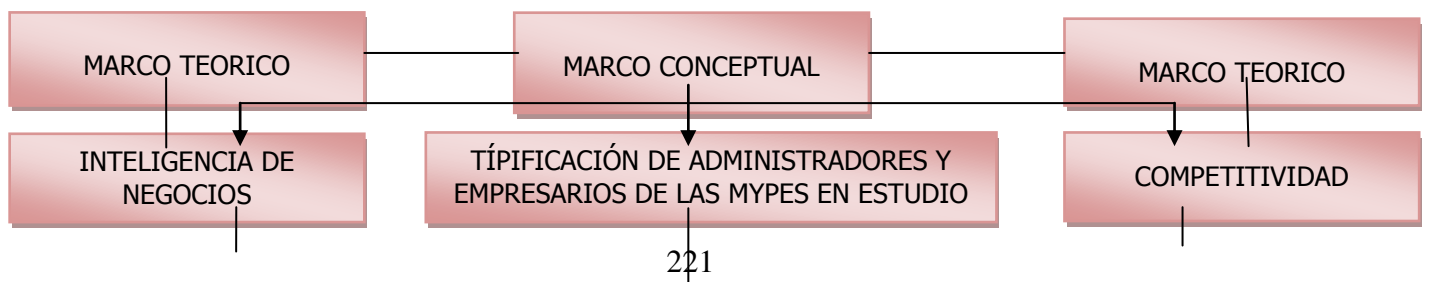 MARCO TEORICO
MARCO CONCEPTUAL
MARCO TEORICO
INTELIGENCIA DE
NEGOCIOS
TÍPIFICACIÓN DE ADMINISTRADORES Y
EMPRESARIOS DE LAS MYPES EN ESTUDIO
COMPETITIVIDAD
221